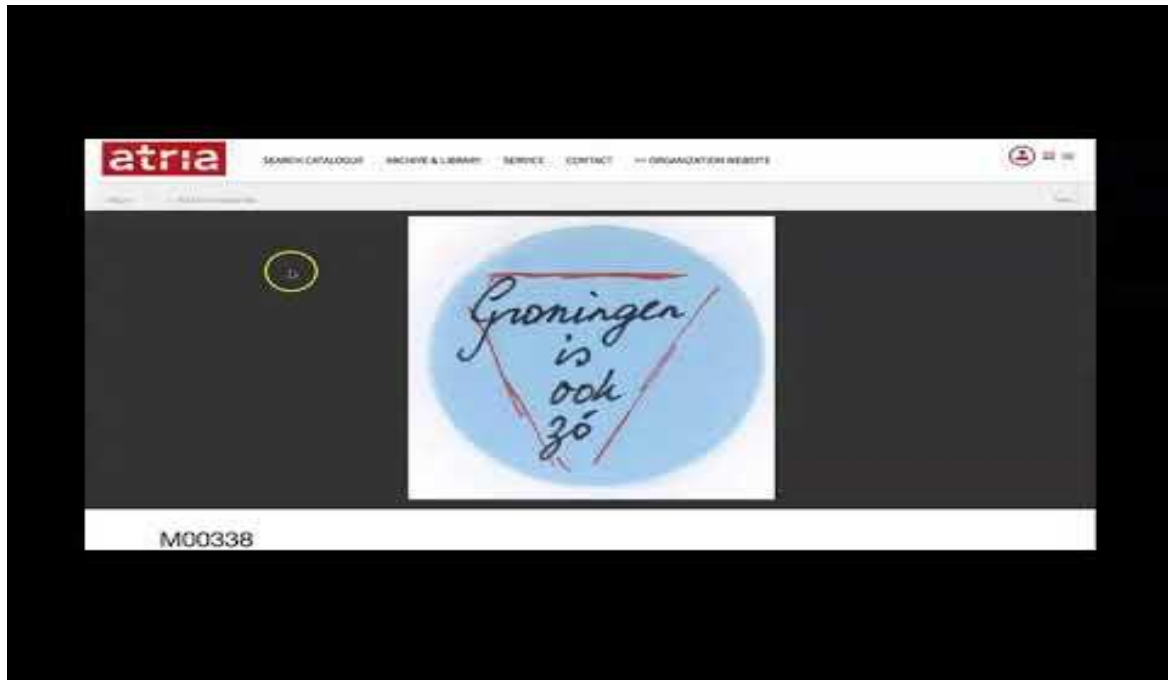 atria
SEARCH CATALOGUE ARCHIVE & LIBRARY SERVICE CONTACT >> ORGANIZATION WEBSITE
Groningen
is
ook
zó
M00338